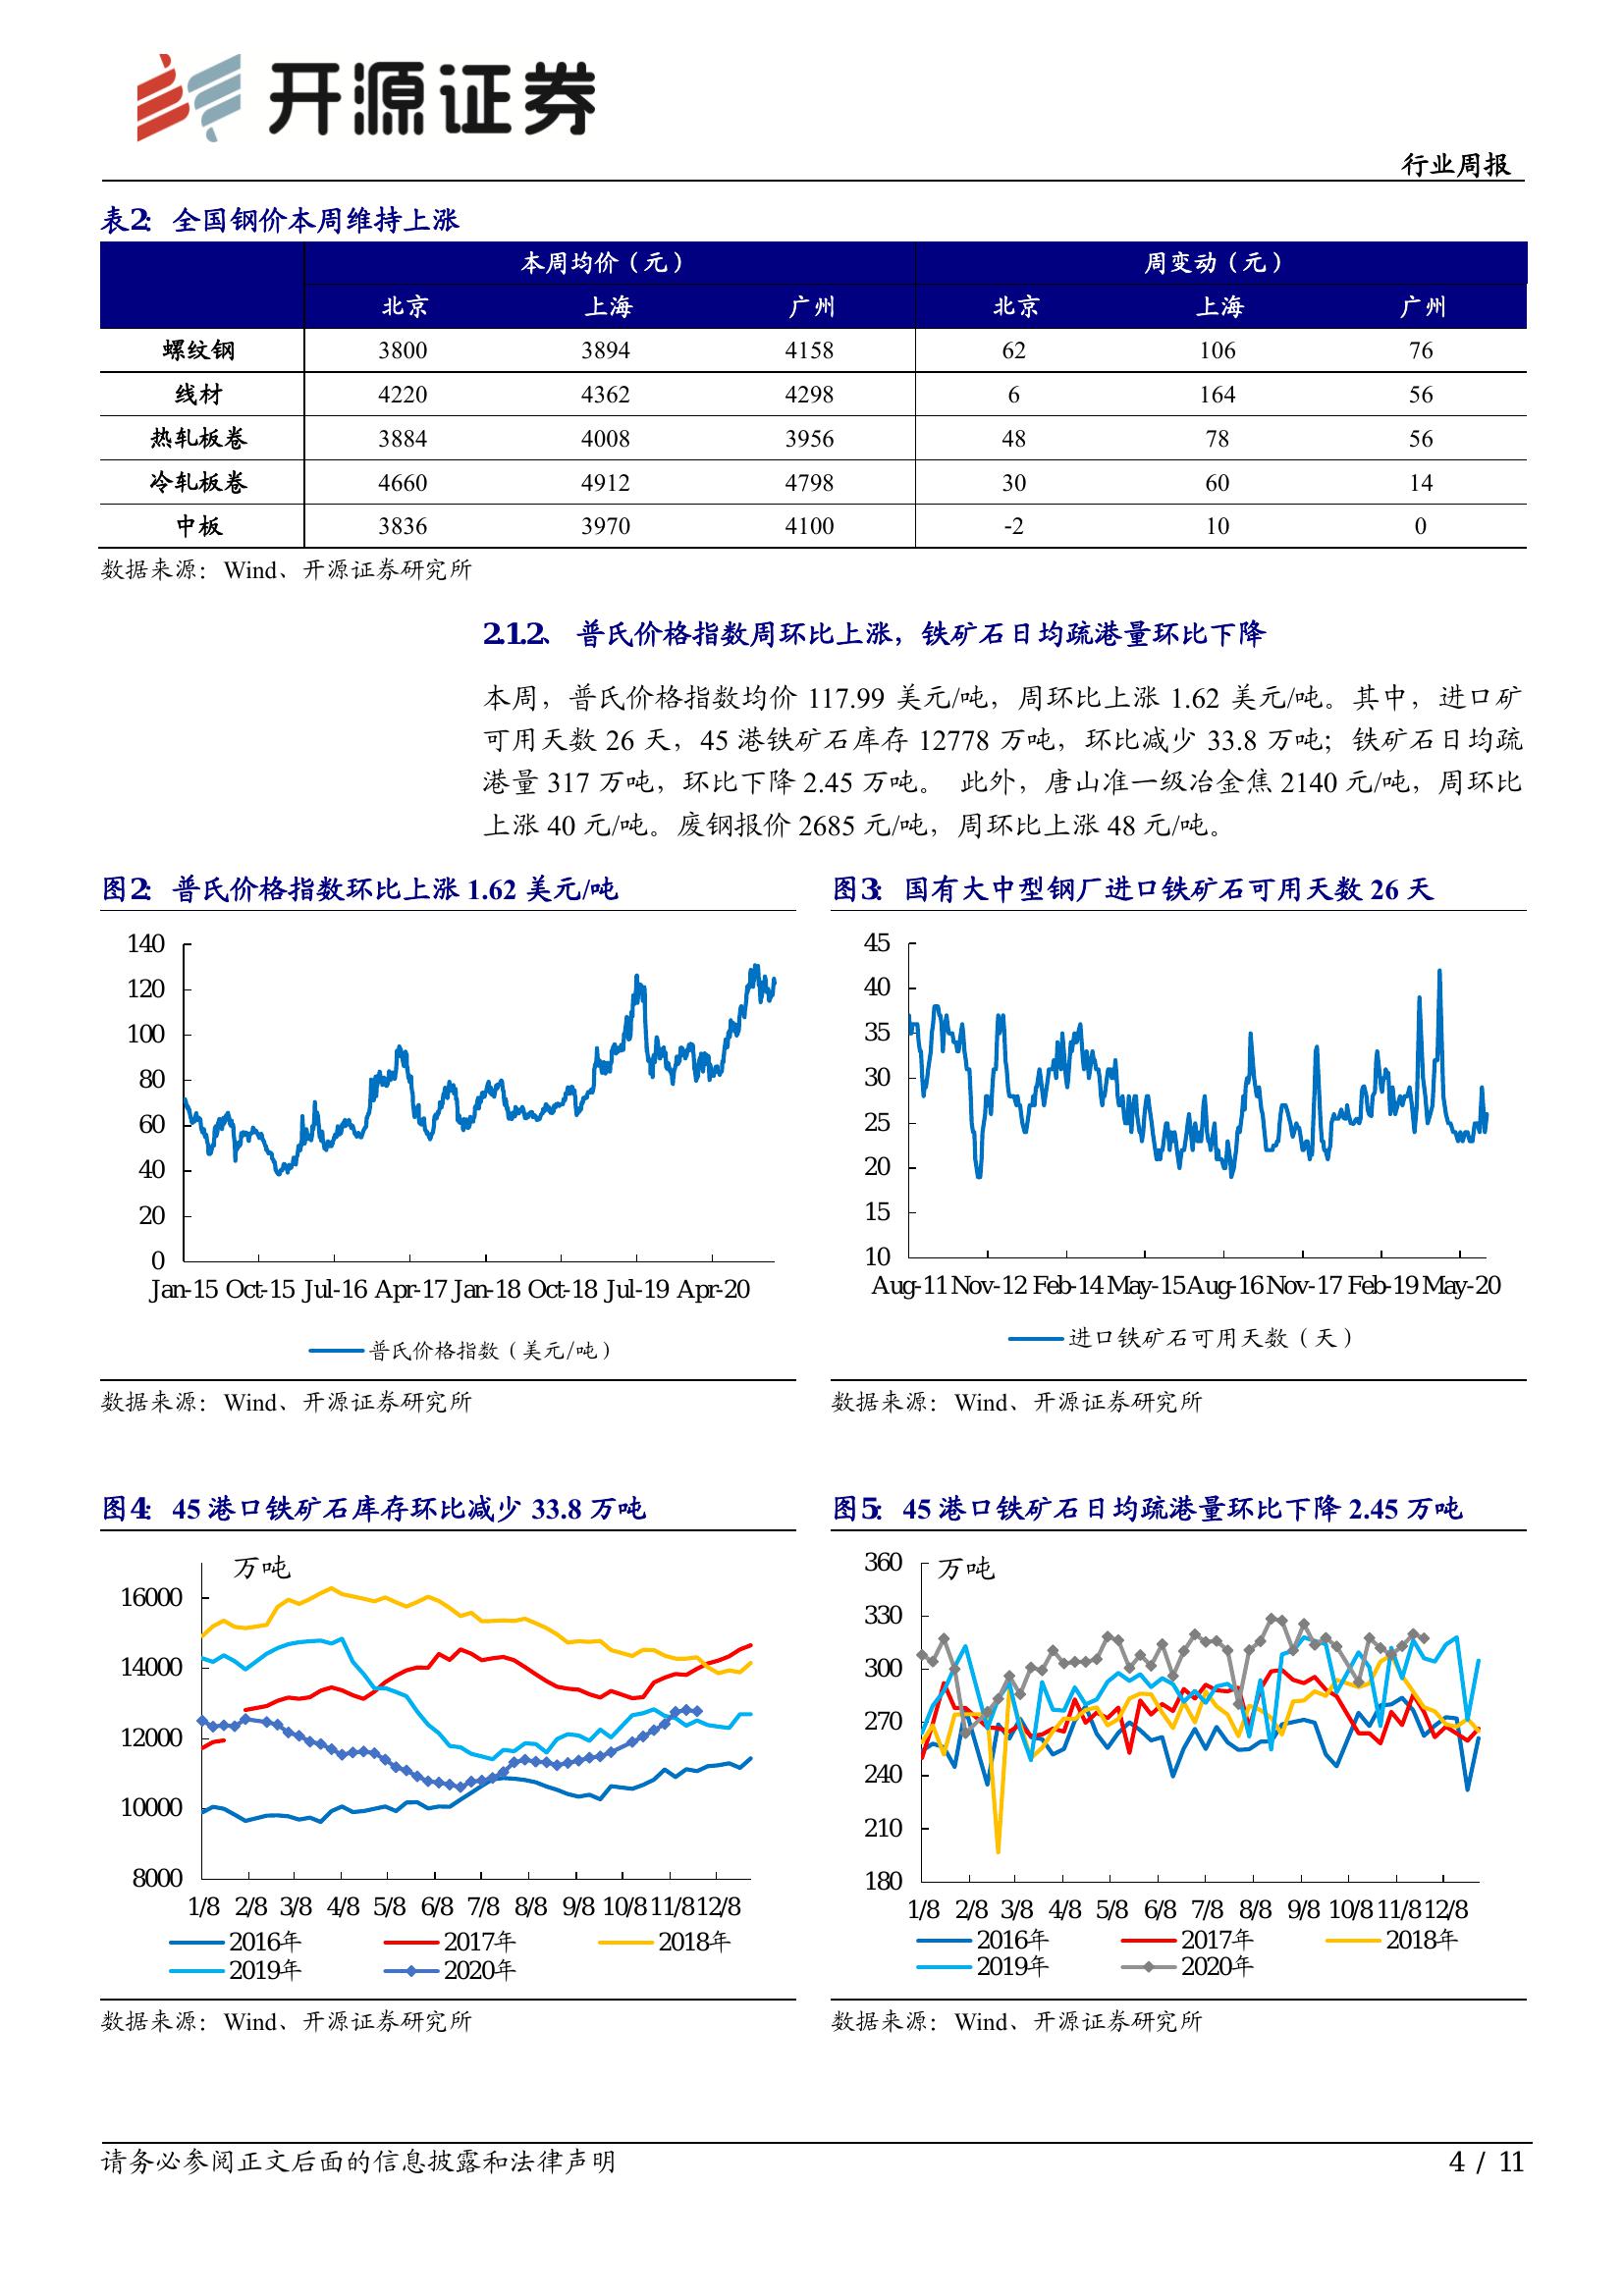 开源证券
行业周报
表2： 全国钢价本周维持上涨
本周均价（元） 周变动（元）
北京 上海 广州 北京 上海 广州
螺纹钢 3800 3894 4158 62 106 76
线材 4220 4362 4298 6 164 56
热轧板卷 3884 4008 3956 48 78 56
冷轧板卷 4660 4912 4798 30 60 14
中板 3836 3970 4100 -2 10 0
数据来源：Wind、开源证券研究所
2.1.2、 普氏价格指数周环比上涨，铁矿石日均疏港量环比下降
本周，普氏价格指数均价 117.99 美元/吨，周环比上涨 1.62 美元/吨。其中，进口矿
可用天数 26 天，45 港铁矿石库存 12778 万吨，环比减少 33.8 万吨；铁矿石日均疏
港量 317 万吨，环比下降 2.45 万吨。 此外，唐山准一级冶金焦 2140 元/吨，周环比
上涨 40 元/吨。废钢报价 2685 元/吨，周环比上涨 48 元/吨。
图2： 普氏价格指数环比上涨 1.62 美元/吨
140
120
100
80
60
40
20
0
Jan-15 Oct-15 Jul-16 Apr-17 Jan-18 Oct-18 Jul-19 Apr-20
普氏价格指数（美元/吨）
数据来源：Wind、开源证券研究所
图3： 国有大中型钢厂进口铁矿石可用天数 26 天
45
40
35
30
25
20
15
10
Aug-11 Nov-12 Feb-14 May-15 Aug-16 Nov-17 Feb-19 May-20
进口铁矿石可用天数（天）
数据来源：Wind、开源证券研究所
图4： 45 港口铁矿石库存环比减少 33.8 万吨
万吨
16000
14000
12000
10000
8000
1/8 2/8 3/8 4/8 5/8 6/8 7/8 8/8 9/8 10/8 11/8 12/8
2016年 2017年 2018年
2019年 2020年
数据来源：Wind、开源证券研究所
图5： 45 港口铁矿石日均疏港量环比下降 2.45 万吨
万吨
360
330
300
270
240
210
180
1/8 2/8 3/8 4/8 5/8 6/8 7/8 8/8 9/8 10/8 11/8 12/8
2016年 2017年 2018年
2019年 2020年
数据来源：Wind、开源证券研究所
请务必参阅正文后面的信息披露和法律声明 4 / 11